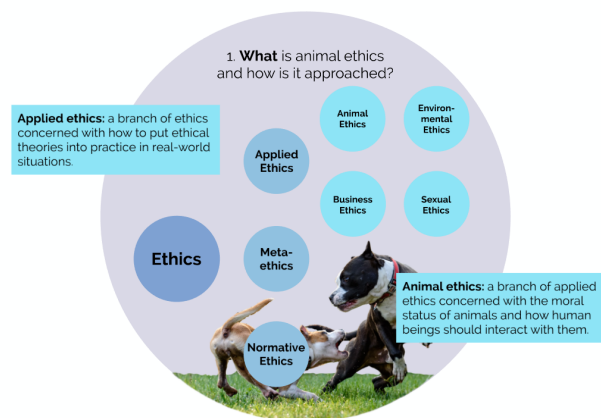 1. What is animal ethics
and how is it approached?
Applied ethics: a branch of ethics
concerned with how to put ethical
theories into practice in real-world
situations.
Animal
Ethics
Environ-
mental
Ethics
Applied
Ethics
Business
Ethics
Sexual
Ethics
Ethics
Meta-
ethics
Animal ethics: a branch of applied
ethics concerned with the moral
status of animals and how human
beings should interact with them.
Normative
Ethics